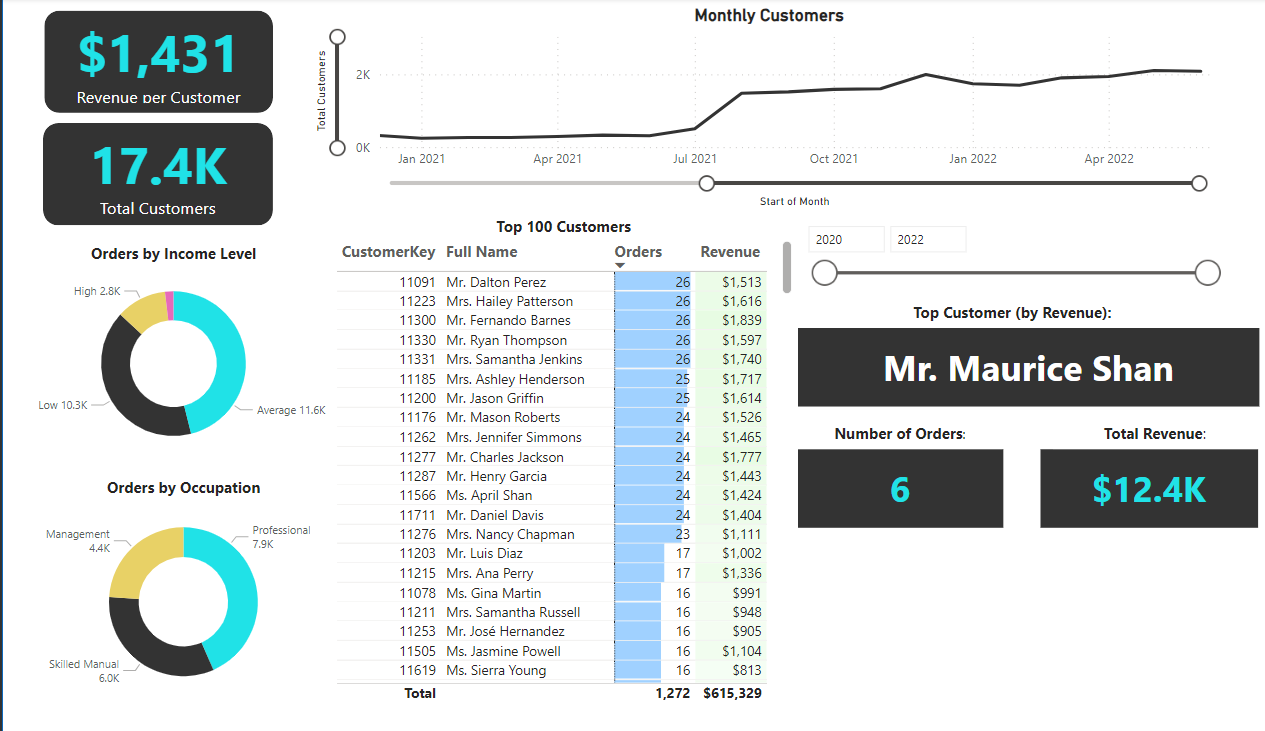 $1,431
Revenue per Customer
17.4K
Total Customers
Monthly Customers
Total Customers
2K
0K
Jan 2021 Apr 2021 Jul 2021 Oct 2021 Jan 2022 Apr 2022
Start of Month
Orders by Income Level
High 2.8K
Low 10.3K
Average 11.6K
Orders by Occupation
Management
4.4K
Professional
7.9K
Skilled Manual
6.0K
Top 100 Customers
CustomerKey Full Name Orders Revenue
11091 Mr. Dalton Perez 26 $1,513
11223 Mrs. Hailey Patterson 26 $1,616
11300 Mr. Fernando Barnes 26 $1,839
11330 Mr. Ryan Thompson 26 $1,597
11331 Mrs. Samantha Jenkins 26 $1,740
11185 Mrs. Ashley Henderson 25 $1,717
11200 Mr. Jason Griffin 25 $1,614
11176 Mr. Mason Roberts 24 $1,526
11262 Mrs. Jennifer Simmons 24 $1,465
11277 Mr. Charles Jackson 24 $1,777
11287 Mr. Henry Garcia 24 $1,443
11566 Ms. April Shan 24 $1,424
11711 Mr. Daniel Davis 24 $1,404
11276 Mrs. Nancy Chapman 23 $1,111
11203 Mr. Luis Diaz 17 $1,002
11215 Mrs. Ana Perry 17 $1,336
11078 Ms. Gina Martin 16 $991
11211 Mrs. Samantha Russell 16 $948
11253 Mr. José Hernandez 16 $905
11505 Ms. Jasmine Powell 16 $1,104
11619 Ms. Sierra Young 16 $813
Total 1,272 $615,329
2020 2022
Top Customer (by Revenue):
Mr. Maurice Shan
Number of Orders:
6
Total Revenue:
$12.4K